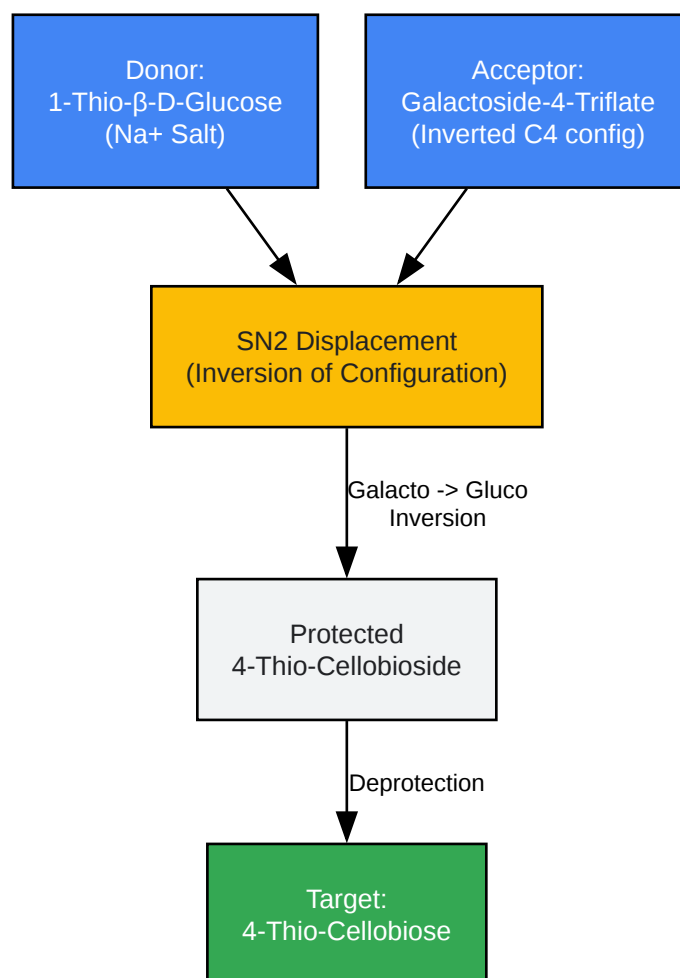 Donor:
1-Thio-β-D-Glucose
(Na+ Salt)
Acceptor:
Galactoside-4-Triflate
(Inverted C4 config)
SN2 Displacement
(Inversion of Configuration)
Galacto -> Gluco
Inversion
Protected
4-Thio-Cellobioside
Deprotection
Target:
4-Thio-Cellobiose